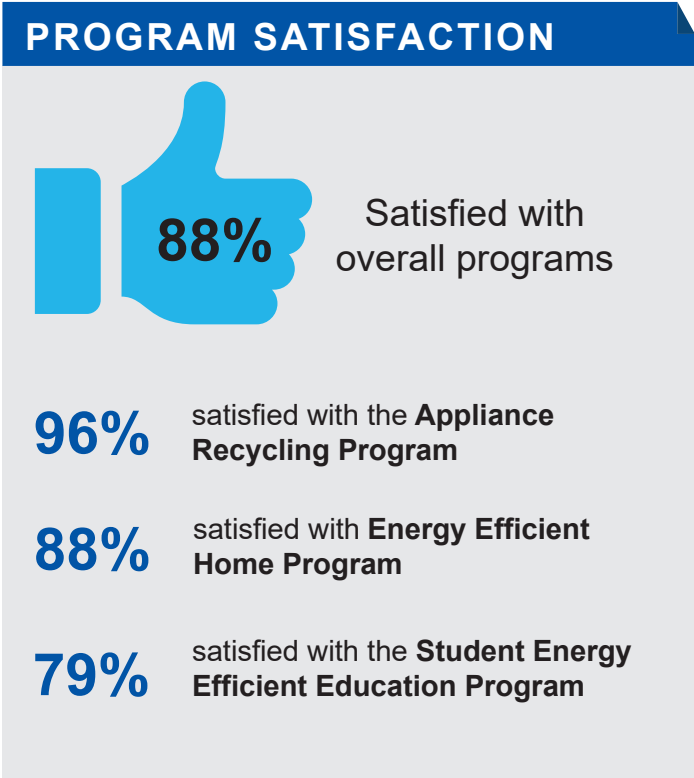 PROGRAM SATISFACTION
88%
Satisfied with
overall programs
96%
satisfied with the Appliance
Recycling Program
88%
satisfied with Energy Efficient
Home Program
79%
satisfied with the Student Energy
Efficient Education Program